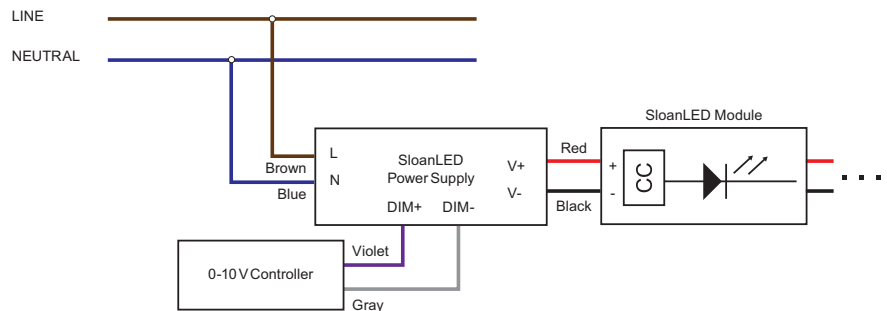 LINE
NEUTRAL
SloanLED Module
L
Brown
N
Blue
SloanLED
Power Supply
V+
V-
DIM+ DIM-
Red
Black
+
-
CC
Violet
0-10 V Controller
Gray